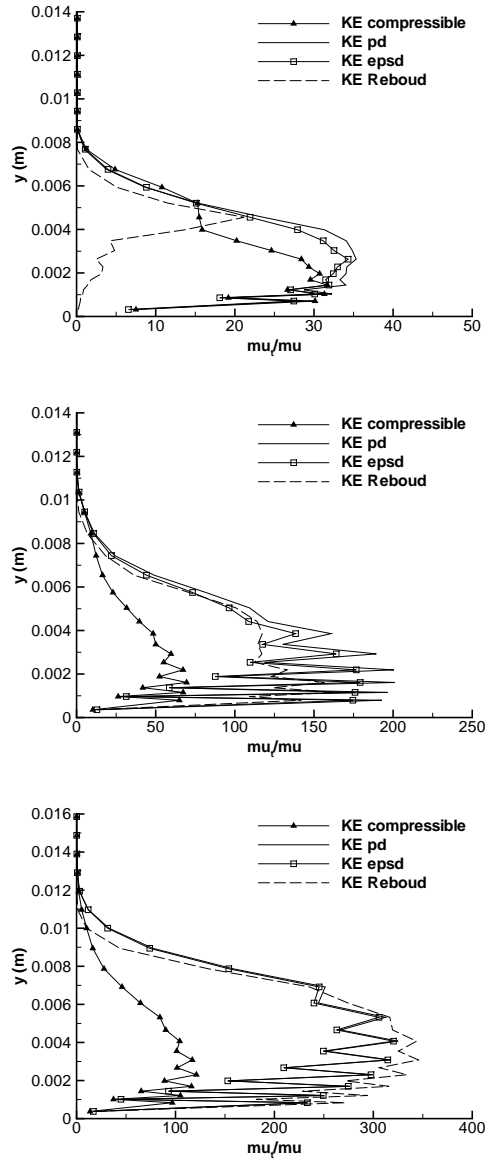 KE compressible
KE pd
KE epsd
KE Reboud
0.014
0.012
0.01
0.008
0.006
0.004
0.002
0
y (m)
0 10 20 30 40 50
mu_t/mu
KE compressible
KE pd
KE epsd
KE Reboud
0.014
0.012
0.01
0.008
0.006
0.004
0.002
0
y (m)
0 50 100 150 200 250
mu_t/mu
KE compressible
KE pd
KE epsd
KE Reboud
0.016
0.014
0.012
0.01
0.008
0.006
0.004
0.002
0.000
y (m)
0 100 200 300 400
mu_t/mu